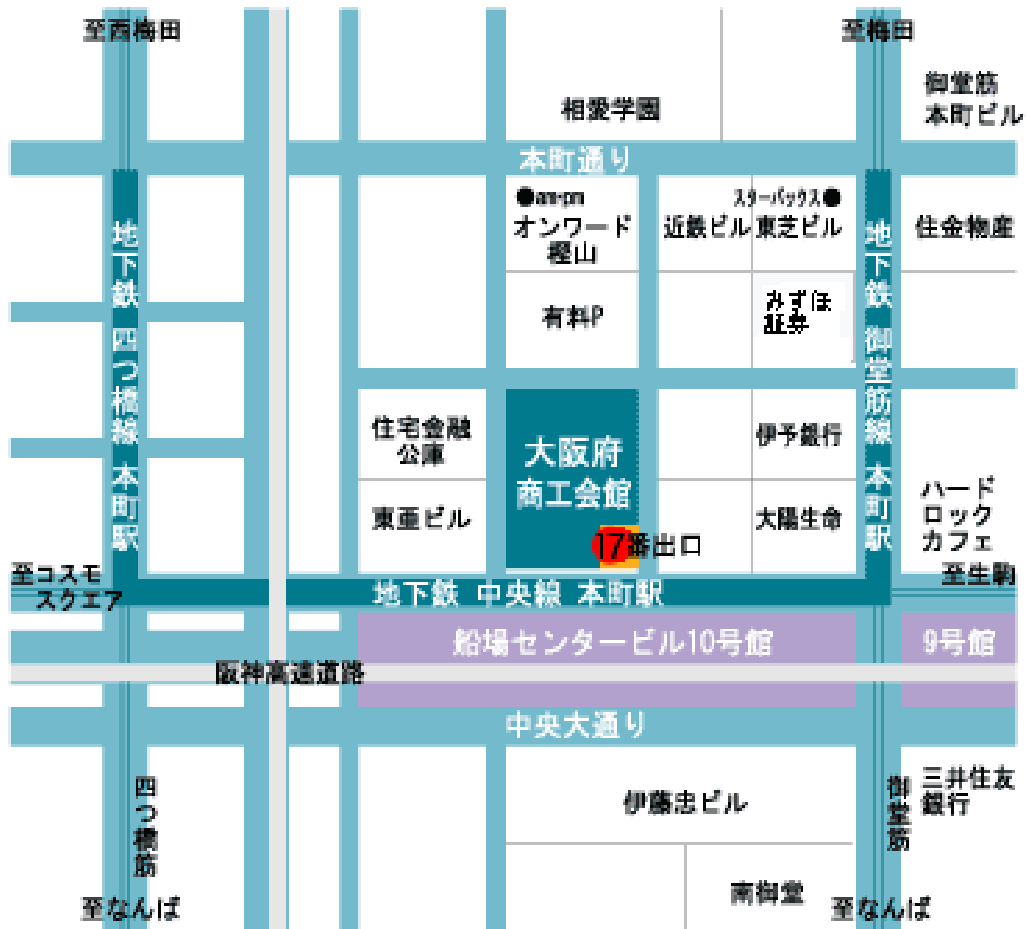 至西梅田
至梅田
御堂筋
本町ビル
相愛学園
本町通り
●am·pm
オンワード
樫山
スターバックス●
近鉄ビル
東芝ビル
住金物産
地下鉄 四つ橋線 本町駅
地下鉄 御堂筋線 本町駅
有料P
みずほ
証券
住宅金融
公庫
大阪府
商工会館
伊予銀行
東亜ビル
大陽生命
ハード
ロック
カフェ
17番出口
至コスモ
スクエア
至生駒
地下鉄 中央線 本町駅
船場センタービル10号館
9号館
阪神高速道路
中央大通り
四つ橋筋
伊藤忠ビル
御堂筋
三井住友
銀行
南御堂
至なんば
至なんば